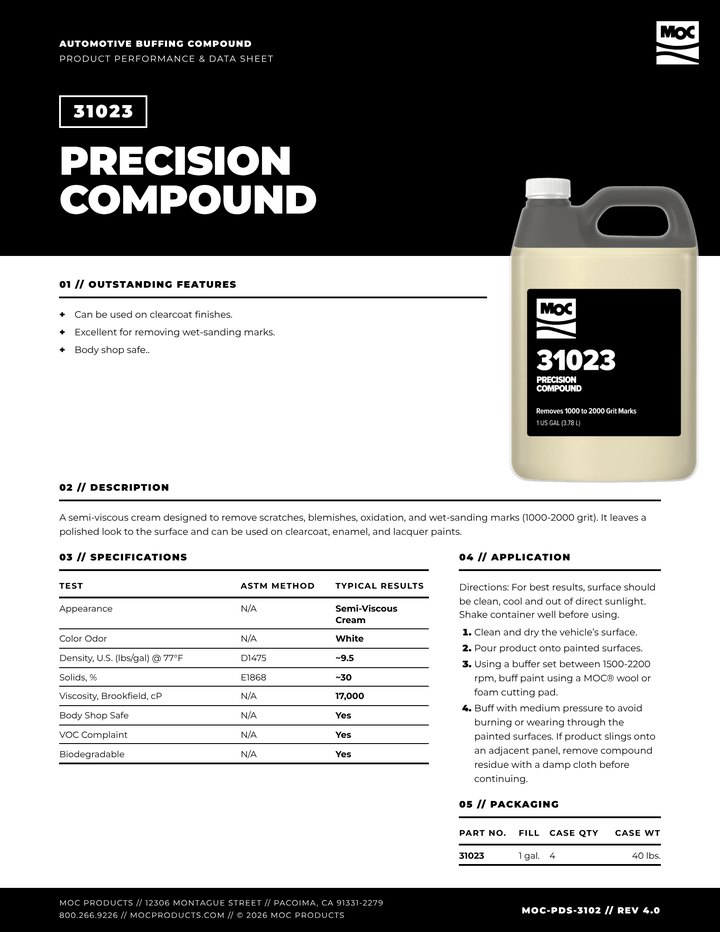 AUTOMOTIVE BUFFING COMPOUND
PRODUCT PERFORMANCE & DATA SHEET
MOC
31023
PRECISION
COMPOUND
01 // OUTSTANDING FEATURES
+ Can be used on clearcoat finishes.
+ Excellent for removing wet-sanding marks.
+ Body shop safe..
MOC
31023
PRECISION
COMPOUND
Removes 1000 to 2000 Grit Marks
1 US GAL (3.78 L)
02 // DESCRIPTION
A semi-viscous cream designed to remove scratches, blemishes, oxidation, and wet-sanding marks (1000-2000 grit). It leaves a
polished look to the surface and can be used on clearcoat, enamel, and lacquer paints.
03 // SPECIFICATIONS
TEST ASTM METHOD TYPICAL RESULTS
Appearance N/A Semi-Viscous
Cream
Color Odor N/A White
Density, U.S. (lbs/gal) @ 77°F D1475 ~9.5
Solids, % E1868 ~30
Viscosity, Brookfield, cP N/A 17,000
Body Shop Safe N/A Yes
VOC Complaint N/A Yes
Biodegradable N/A Yes
04 // APPLICATION
Directions: For best results, surface should
be clean, cool and out of direct sunlight.
Shake container well before using.
1. Clean and dry the vehicle's surface.
2. Pour product onto painted surfaces.
3. Using a buffer set between 1500-2200
rpm, buff paint using a MOC® wool or
foam cutting pad.
4. Buff with medium pressure to avoid
burning or wearing through the
painted surfaces. If product slings onto
an adjacent panel, remove compound
residue with a damp cloth before
continuing.
05 // PACKAGING
PART NO. FILL CASE QTY CASE WT
31023 1 gal. 4 40 lbs.
MOC PRODUCTS // 12306 MONTAGUE STREET // PACOIMA, CA 91331-2279
800.266.9226 // MOCPRODUCTS.COM // © 2026 MOC PRODUCTS
MOC-PDS-3102 // REV 4.0